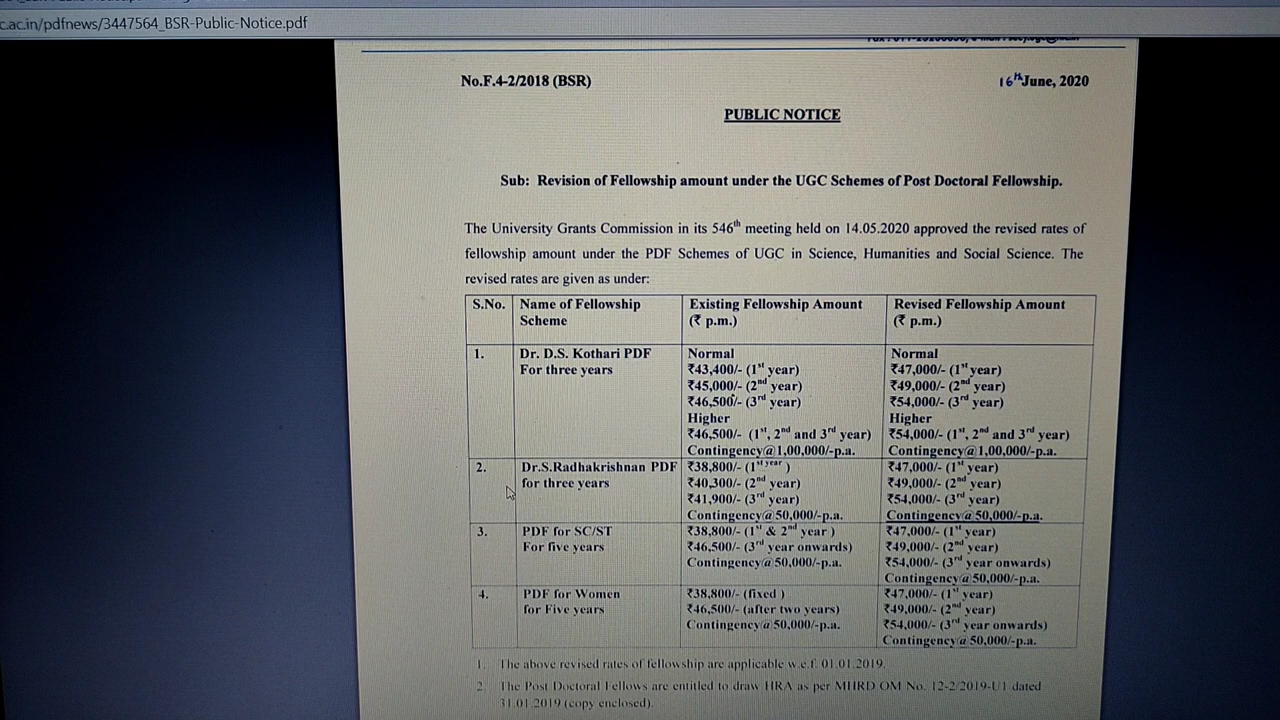 c.ac.in/pdfnews/3447564_BSR-Public-Notice.pdf
No.F.4-2/2018 (BSR) 16th June, 2020
PUBLIC NOTICE
Sub: Revision of Fellowship amount under the UGC Schemes of Post Doctoral Fellowship.
The University Grants Commission in its 546th meeting held on 14.05.2020 approved the revised rates of
fellowship amount under the PDF Schemes of UGC in Science, Humanities and Social Science. The
revised rates are given as under:
S.No. Name of Fellowship Existing Fellowship Amount Revised Fellowship Amount
Scheme (₹ p.m.) (₹ p.m.)
1. Dr. D.S. Kothari PDF Normal Normal
For three years ₹43,400/- (1st year) ₹47,000/- (1st year)
₹45,000/- (2nd year) ₹49,000/- (2nd year)
₹46,500/- (3rd year) ₹54,000/- (3rd year)
Higher Higher
₹46,500/- (1st, 2nd and 3rd year) ₹54,000/- (1st, 2nd and 3rd year)
Contingency@1,00,000/-p.a. Contingency@1,00,000/-p.a.
2. Dr.S.Radhakrishnan PDF ₹38,800/- (1st year ) ₹47,000/- (1st year)
for three years ₹40,300/- (2nd year) ₹49,000/- (2nd year)
₹41,900/- (3rd year) ₹54,000/- (3rd year)
Contingency@50,000/-p.a. Contingency@50,000/-p.a.
3. PDF for SC/ST ₹38,800/- (1st & 2nd year ) ₹47,000/- (1st year)
For five years ₹46,500/- (3rd year onwards) ₹49,000/- (2nd year)
Contingency@50,000/-p.a. ₹54,000/- (3rd year onwards)
Contingency@50,000/-p.a.
4. PDF for Women ₹38,800/- (fixed ) ₹47,000/- (1st year)
for Five years ₹46,500/- (after two years) ₹49,000/- (2nd year)
Contingency@50,000/-p.a. ₹54,000/- (3rd year onwards)
Contingency@50,000/-p.a.
1. The above revised rates of fellowship are applicable w.e.f. 01.01.2019.
2. The Post Doctoral Fellows are entitled to draw HRA as per MHRD OM No. 12-2/2019-U1 dated
31.01.2019 (copy enclosed).